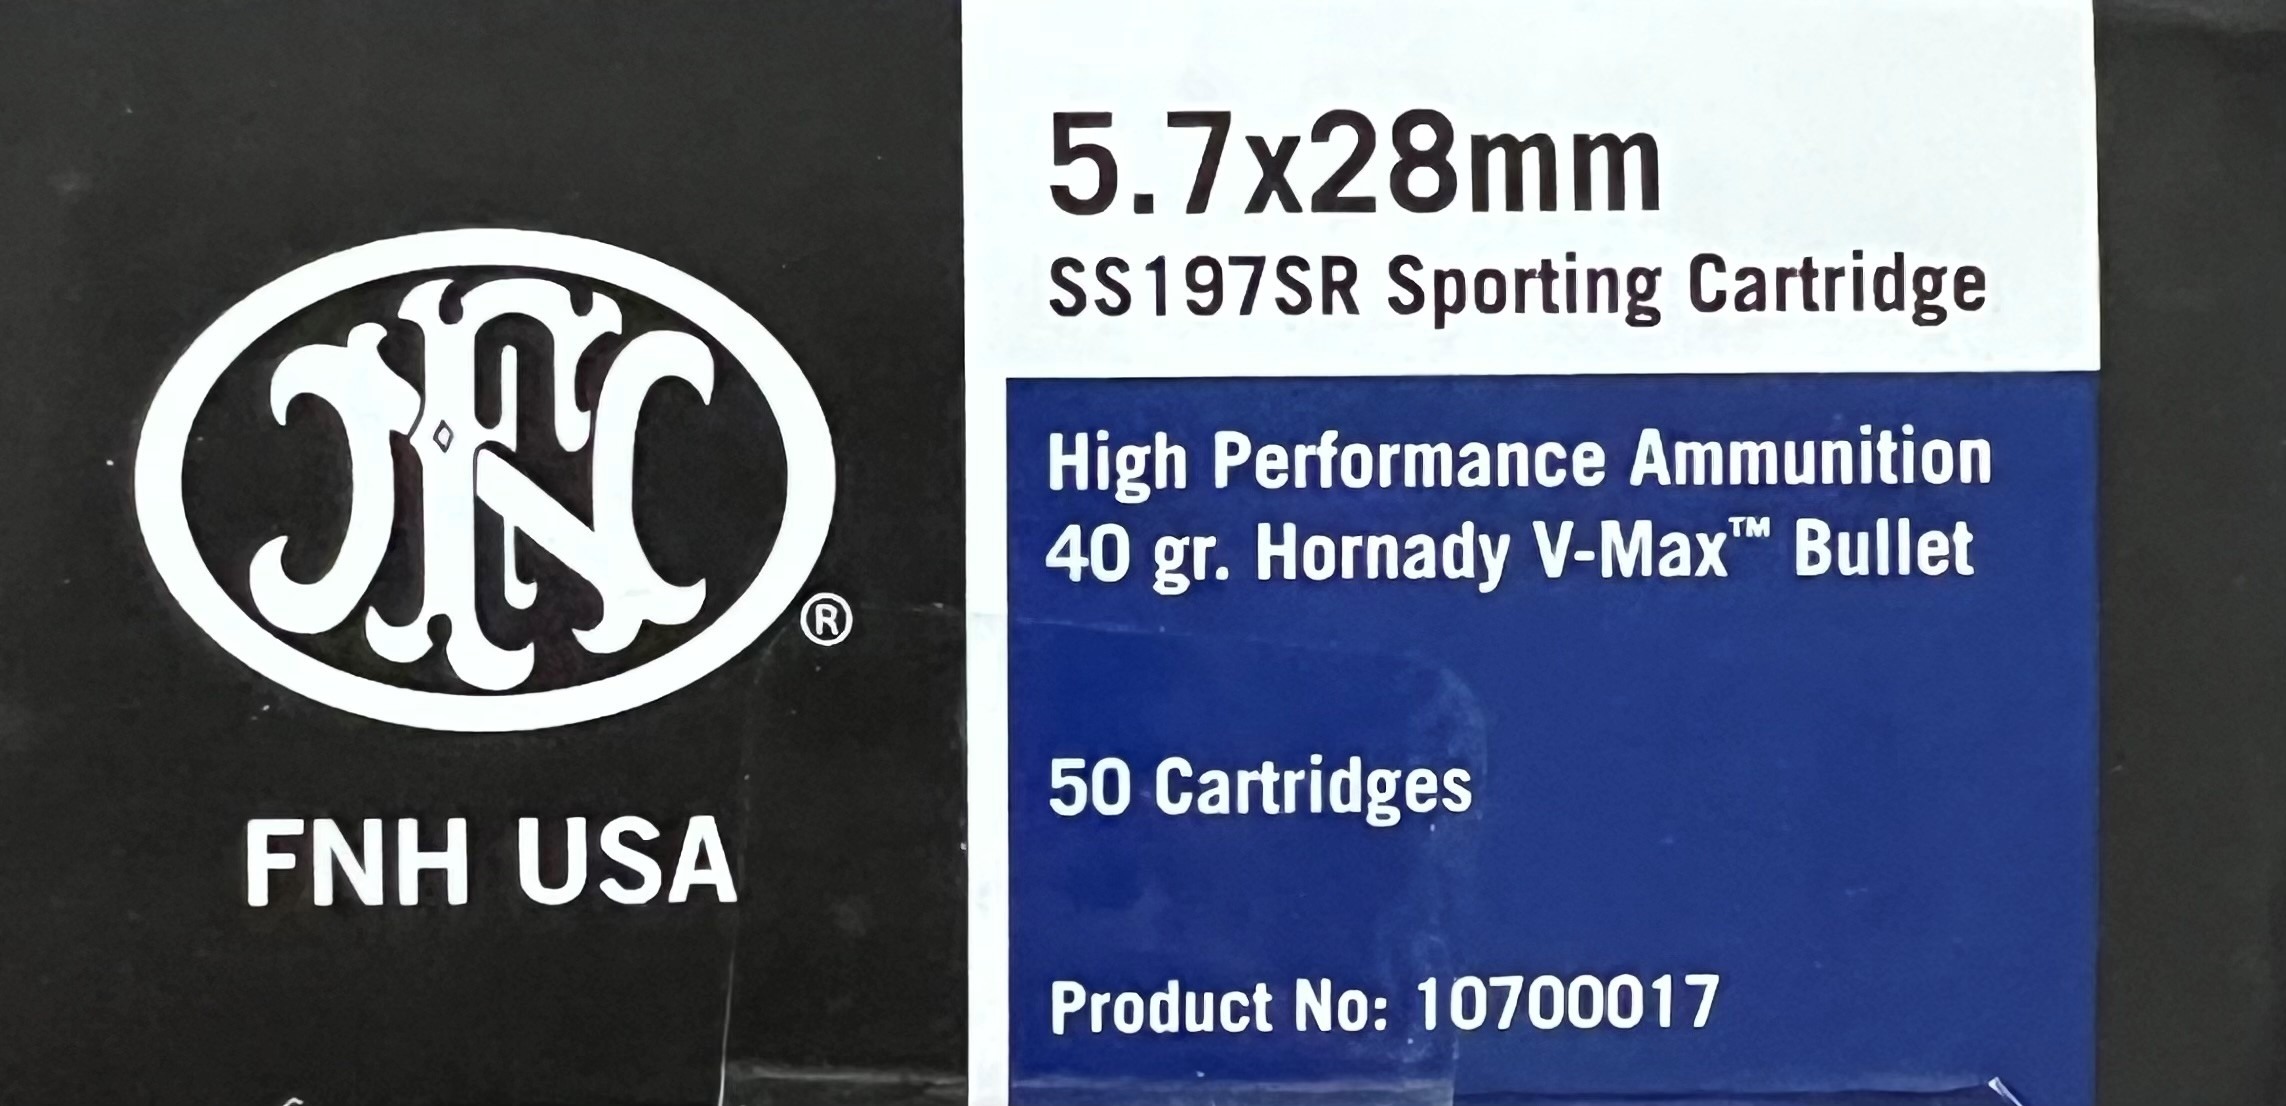 FN
®
FNH USA
5.7x28mm
SS197SR Sporting Cartridge
High Performance Ammunition
40 gr. Hornady V-Max™ Bullet
50 Cartridges
Product No: 10700017